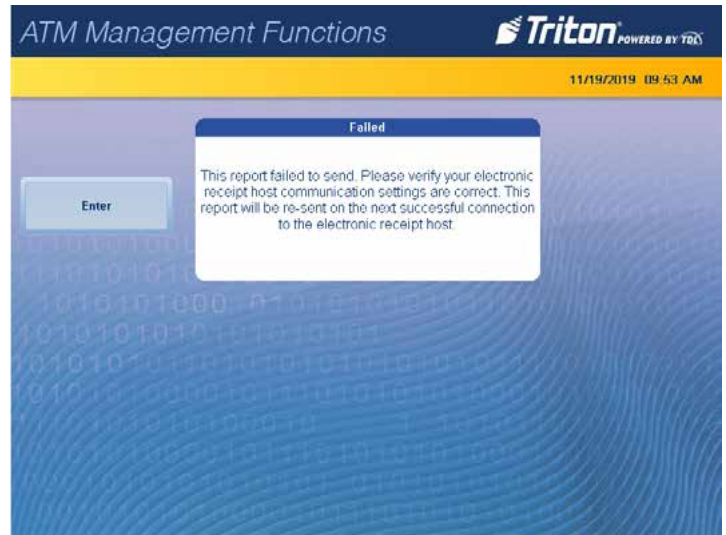 ATM Management Functions
Triton POWERED BY TDL
11/19/2019 09:53 AM
Failed
This report failed to send. Please verify your electronic
receipt host communication settings are correct. This
report will be re-sent on the next successful connection
to the electronic receipt host.
Enter